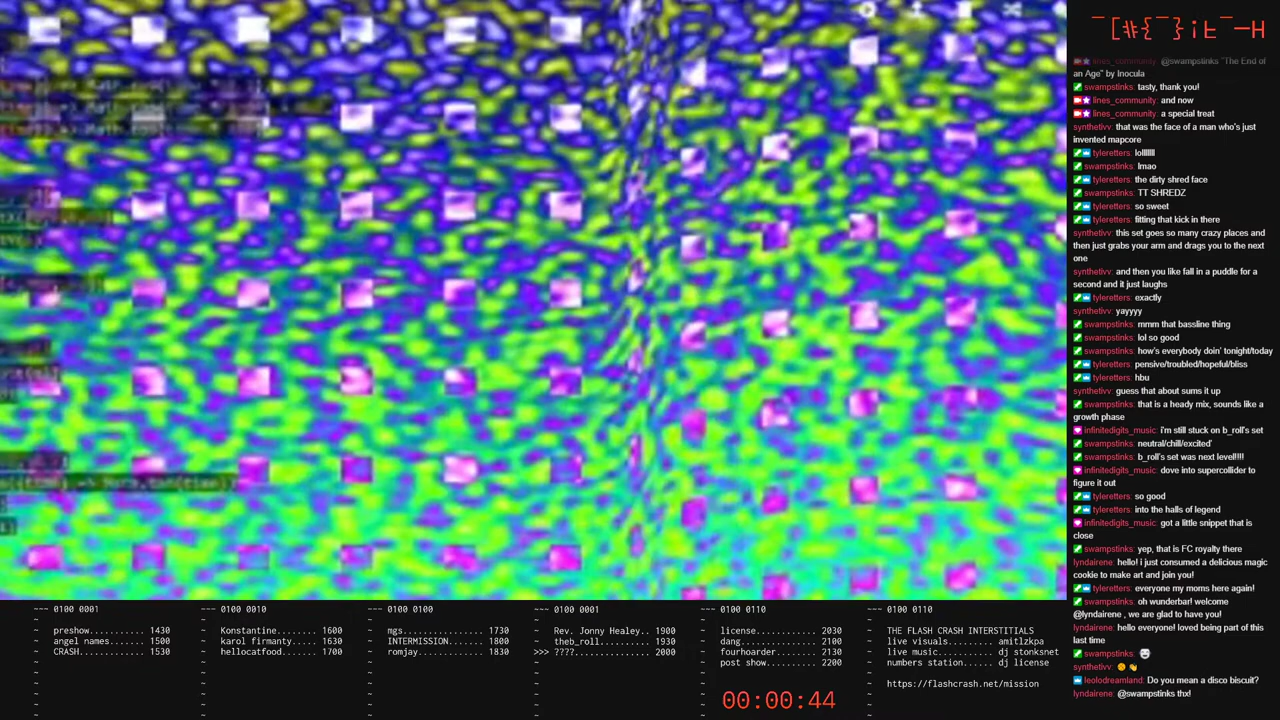 lines_community: @swampstinks "The End of
an Age" by Inocula
swampstinks: tasty, thank you!
lines_community: and now
lines_community: a special treat
synthetivv: that was the face of a man who's just
invented mapcore
tyleretters: lolllllll
swampstinks: lmao
tyleretters: the dirty shred face
swampstinks: TT SHREDZ
tyleretters: so sweet
tyleretters: fitting that kick in there
synthetivv: this set goes so many crazy places and
then just grabs your arm and drags you to the next
one
synthetivv: and then you like fall in a puddle for a
second and it just laughs
tyleretters: exactly
synthetivv: yayyyy
swampstinks: mmm that bassline thing
swampstinks: lol so good
swampstinks: how's everybody doin' tonight/today
tyleretters: pensive/troubled/hopeful/bliss
tyleretters: hbu
synthetivv: guess that about sums it up
swampstinks: that is a heady mix, sounds like a
growth phase
infinitedigits_music: i'm still stuck on b_roll's set
swampstinks: neutral/chill/excited'
swampstinks: b_roll's set was next level!!!!
infinitedigits_music: dove into supercollider to
figure it out
tyleretters: so good
tyleretters: into the halls of legend
infinitedigits_music: got a little snippet that is
close
swampstinks: yep, that is FC royalty there
lyndairene: hello! i just consumed a delicious magic
cookie to make art and join you!
tyleretters: everyone my moms here again!
swampstinks: oh wunderbar! welcome
@lyndairene , we are glad to have you!
lyndairene: hello everyone! loved being part of this
last time
swampstinks:
synthetivv:
leolodreamland: Do you mean a disco biscuit?
lyndairene: @swampstinks thx!
~~~ 0100 0001
preshow.......... 1430
angel names...... 1500
CRASH............ 1530
~~~ 0100 0010
Konstantine...... 1600
karol firmanty... 1630
hellocatfood..... 1700
~~~ 0100 0100
mgs.............. 1730
INTERMISSION..... 1800
romjay........... 1830
~~~ 0100 0001
Rev. Jonny Healey.. 1900
theb_roll........ 1930
>>> ????............. 2000
~~~ 0100 0110
license.......... 2030
dang............. 2100
fourhoarder...... 2130
post show........ 2200
00:00:44
~~~ 0100 0110
THE FLASH CRASH INTERSTITIALS
live visuals..... amitlzkpa
live music....... dj stonksnet
numbers station...... dj license
https://flashcrash.net/mission